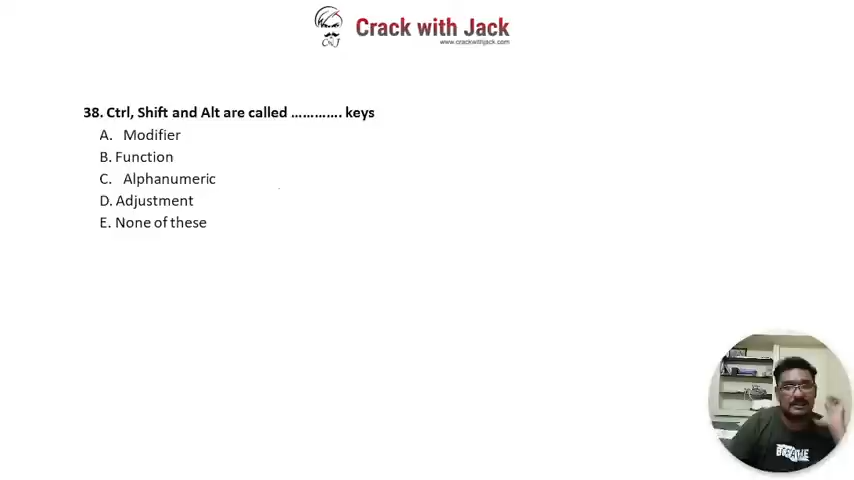 Crack with Jack
www.crackwithjack.com
38. Ctrl, Shift and Alt are called …………. keys
A. Modifier
B. Function
C. Alphanumeric
D. Adjustment
E. None of these